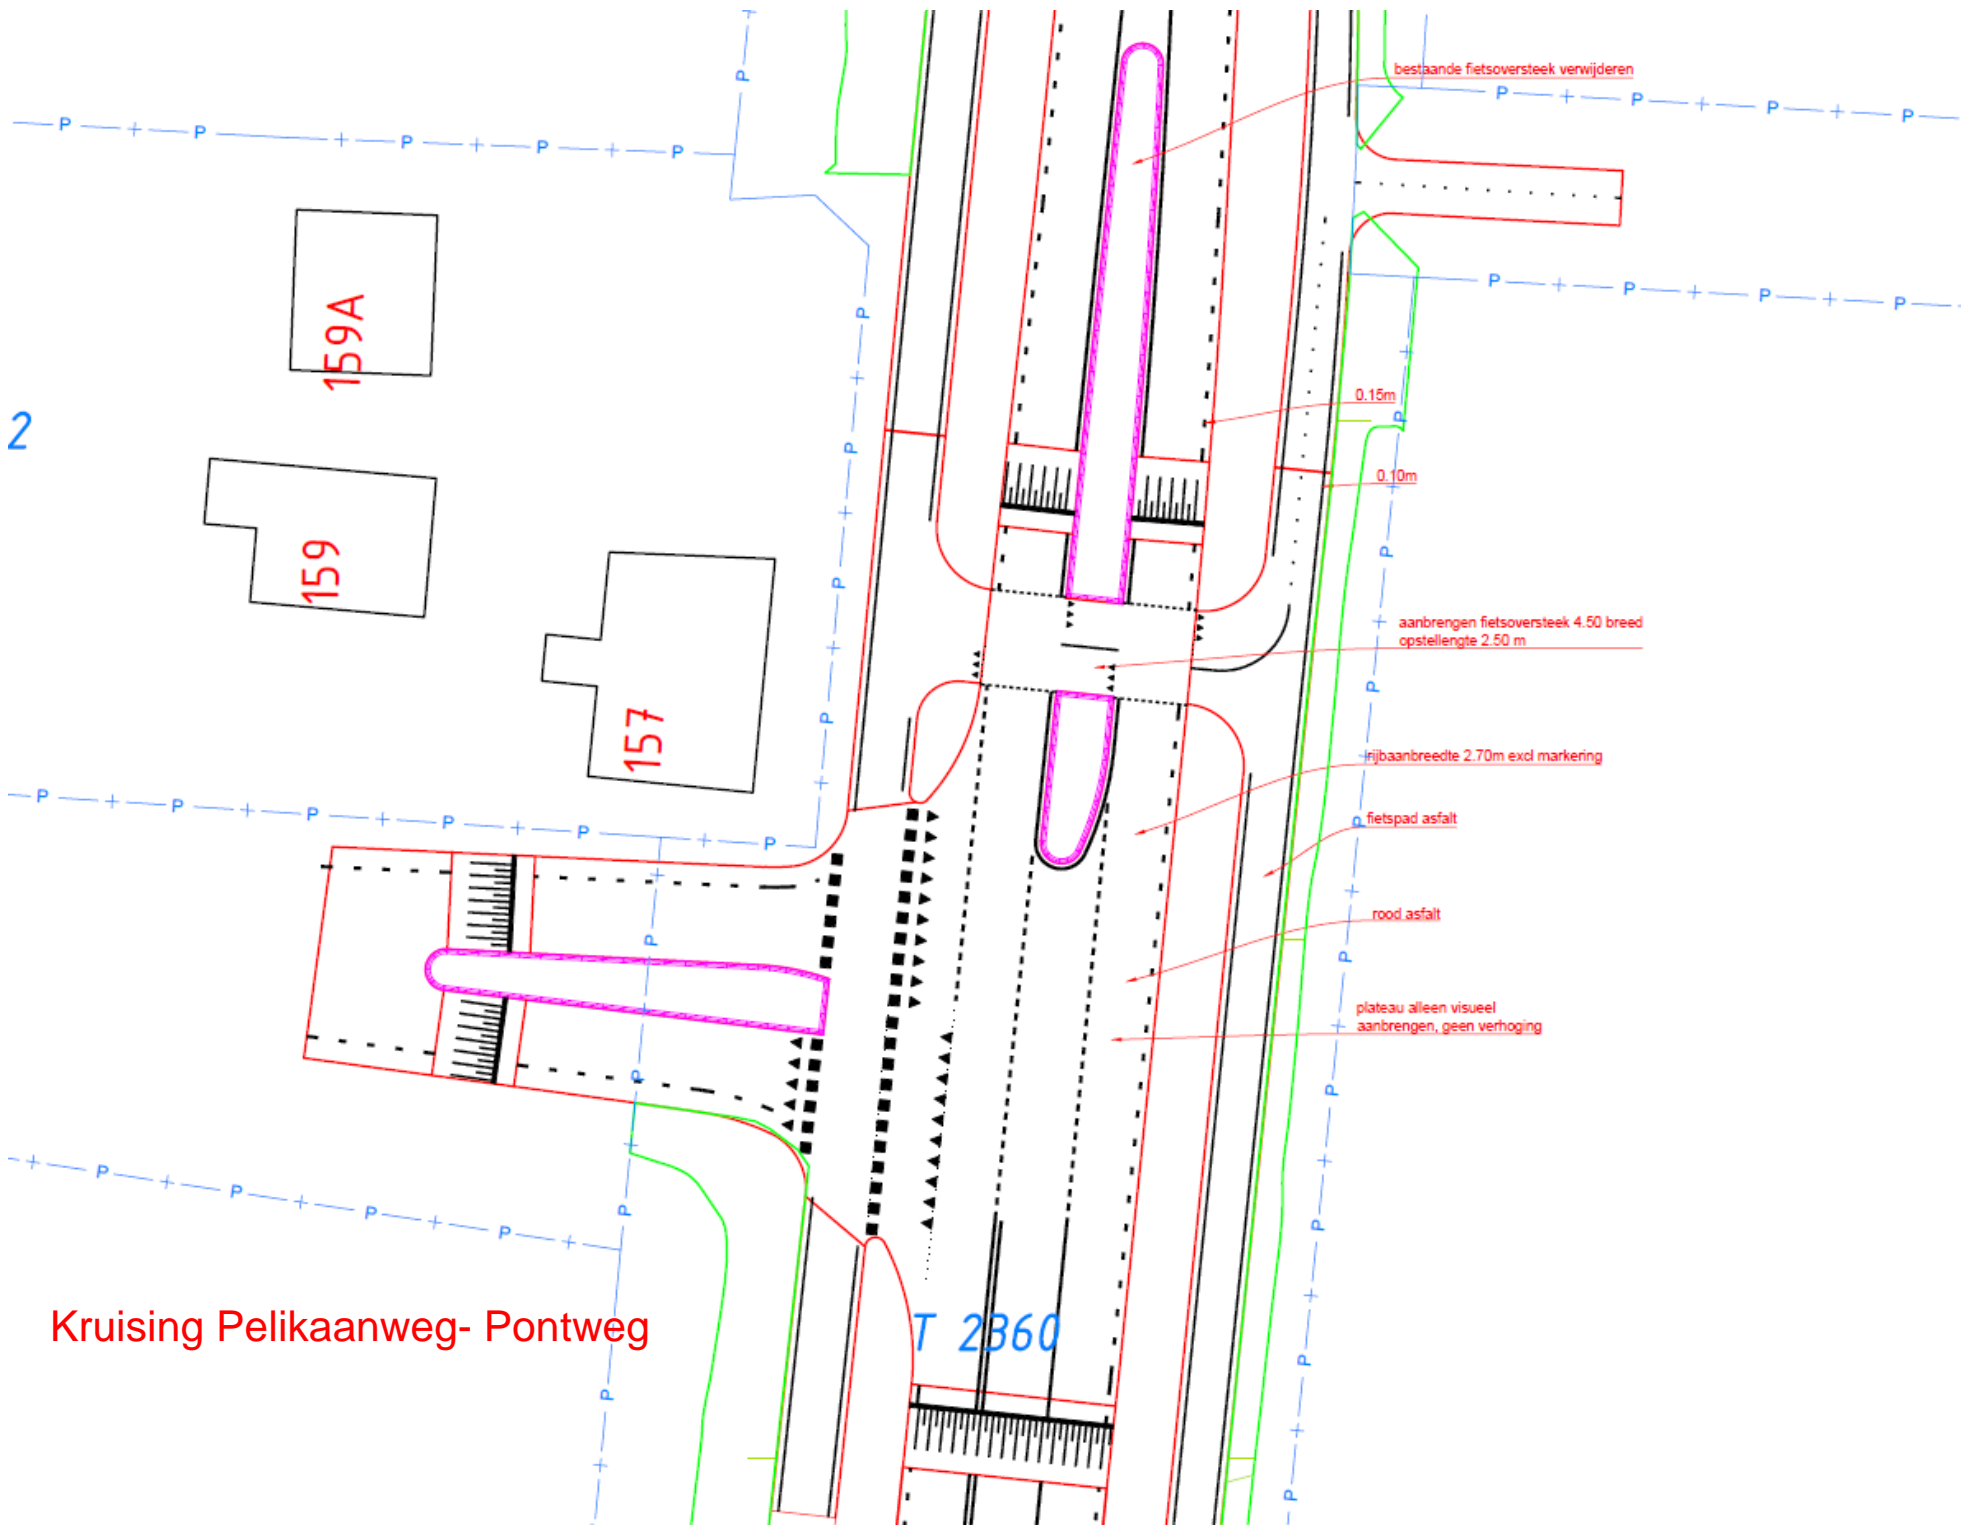 bestaande fietsoversteek verwijderen
159A
2
0.15m
0.10m
159
aanbrengen fietsoversteek 4.50 breed
opstellengte 2.50 m
157
rijbaanbreedte 2.70m excl markering
fietspad asfalt
rood asfalt
plateau alleen visueel
aanbrengen, geen verhoging
Kruising Pelikaanweg- Pontweg
T 2360